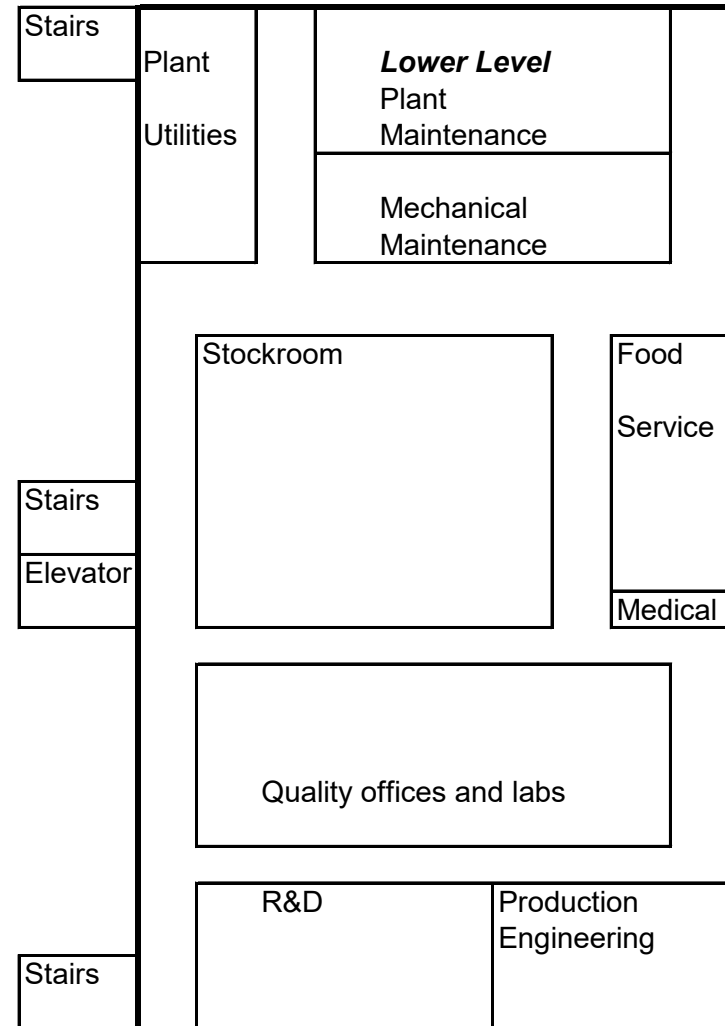 Stairs
Plant
Utilities
Lower Level
Plant
Maintenance
Mechanical
Maintenance
Stockroom
Food
Service
Stairs
Elevator
Medical
Quality offices and labs
R&D
Production
Engineering
Stairs